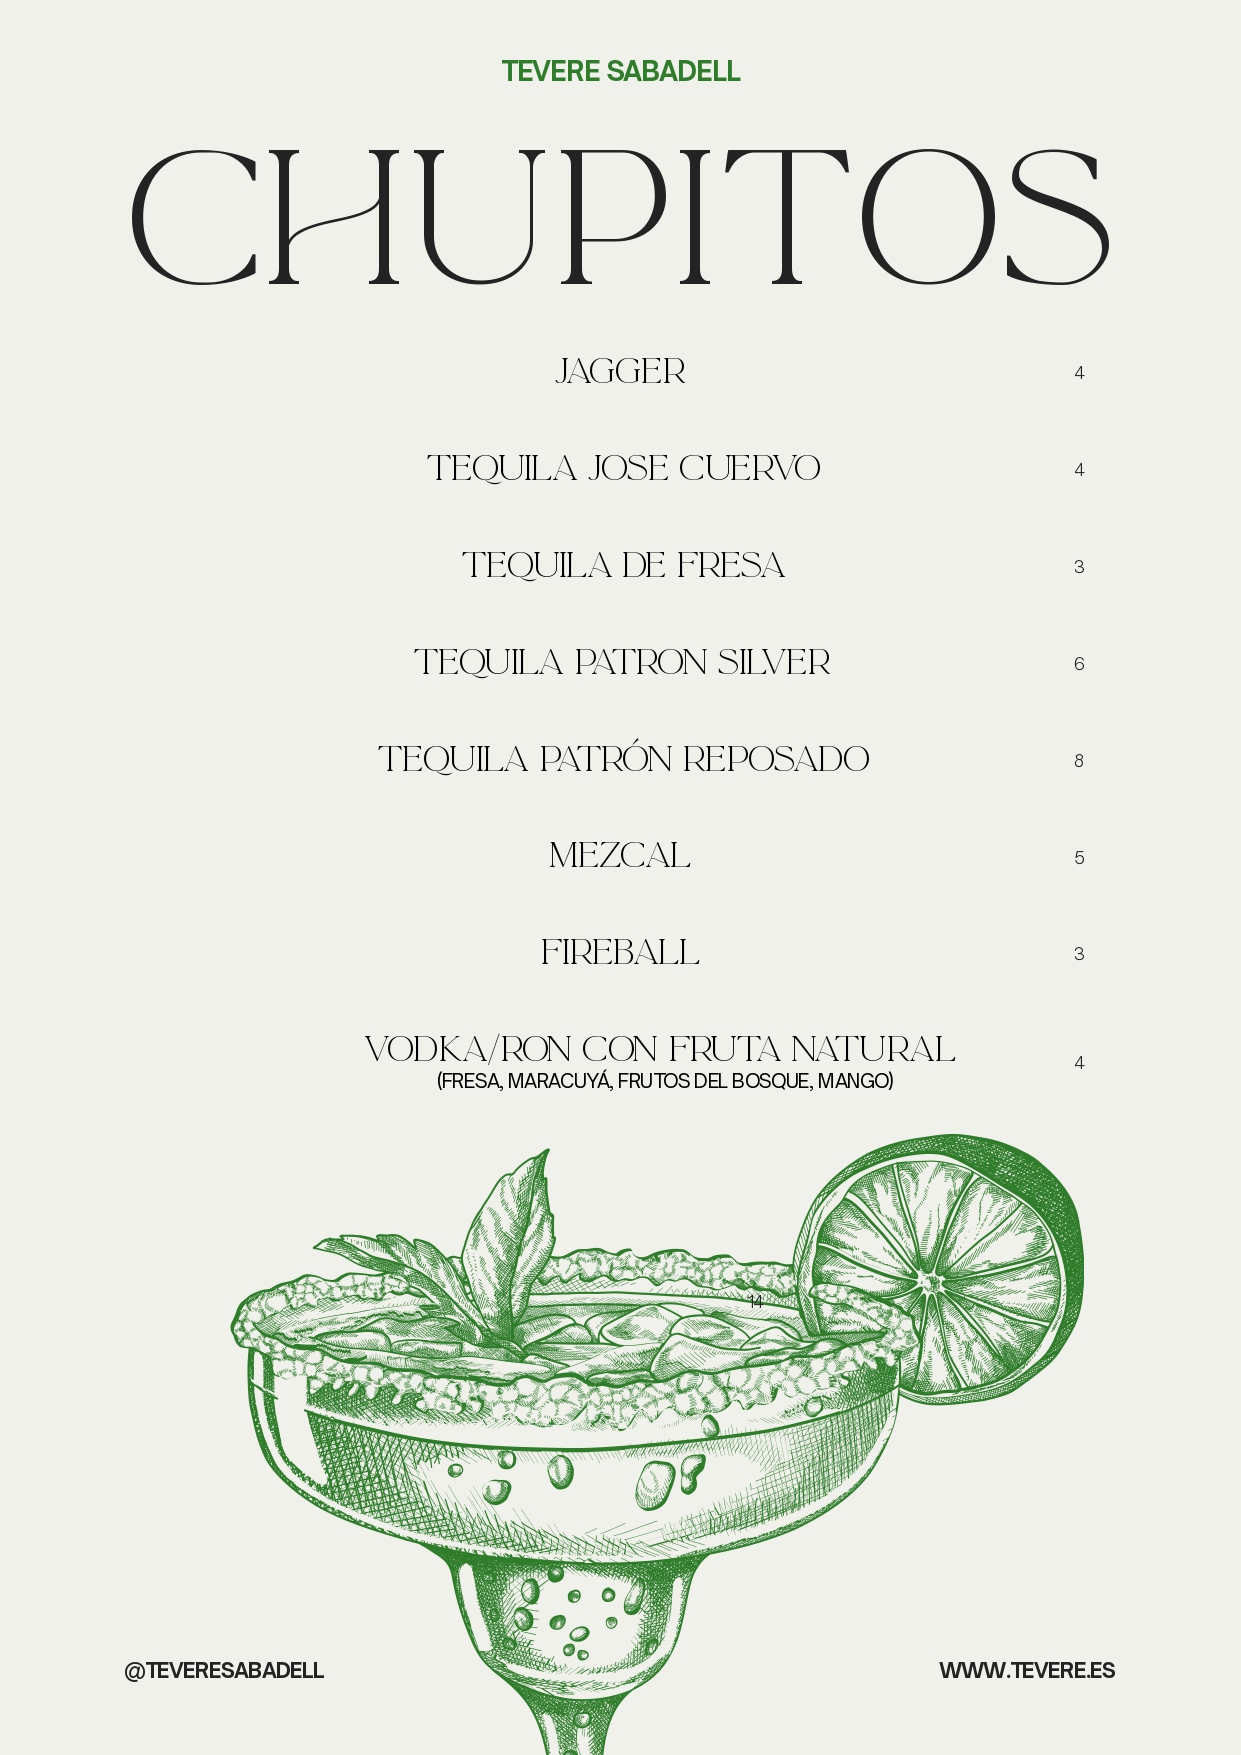 TEVERE SABADELL
CHUPITOS
JAGGER 4
TEQUILA JOSE CUERVO 4
TEQUILA DE FRESA 3
TEQUILA PATRON SILVER 6
TEQUILA PATRÓN REPOSADO 8
MEZCAL 5
FIREBALL 3
VODKA/RON CON FRUTA NATURAL 4
(FRESA, MARACUYÁ, FRUTOS DEL BOSQUE, MANGO)
14
@TEVERESABADELL WWW.TEVERE.ES